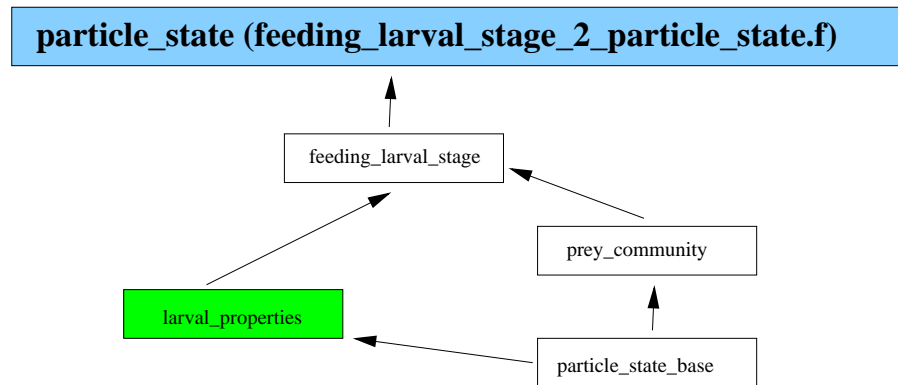 particle_state (feeding_larval_stage_2_particle_state.f)
feeding_larval_stage
prey_community
larval_properties
particle_state_base